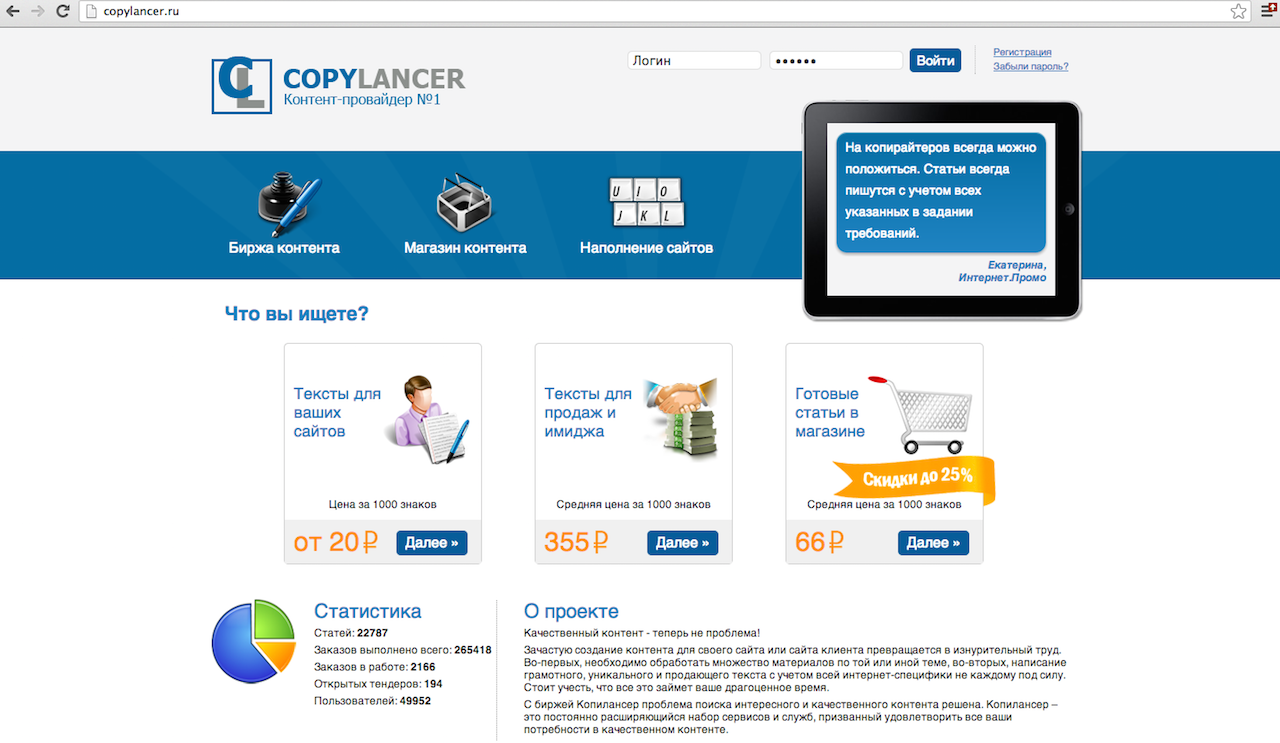 copylancer.ru
Логин
••••••
Войти
Регистрация
Забыли пароль?
CL
COPYLANCER
Контент-провайдер №1
На копирайтеров всегда можно
положиться. Статьи всегда
пишутся с учетом всех
указанных в задании
требований.
Екатерина,
Интернет.Промо
U I O
J K L
Биржа контента
Магазин контента
Наполнение сайтов
Что вы ищете?
Тексты для
ваших
сайтов
Цена за 1000 знаков
от 20 ₽
Далее »
Тексты для
продаж и
имиджа
Средняя цена за 1000 знаков
355 ₽
Далее »
Готовые
статьи в
магазине
Скидки до 25%
Средняя цена за 1000 знаков
66 ₽
Далее »
Статистика
Статей: 22787
Заказов выполнено всего: 265418
Заказов в работе: 2166
Открытых тендеров: 194
Пользователей: 49952
О проекте
Качественный контент - теперь не проблема!
Зачастую создание контента для своего сайта или сайта клиента превращается в изнурительный труд.
Во-первых, необходимо обработать множество материалов по той или иной теме, во-вторых, написание
грамотного, уникального и продающего текста с учетом всей интернет-специфики не каждому под силу.
Стоит учесть, что все это займет ваше драгоценное время.
С биржей Копилансер проблема поиска интересного и качественного контента решена. Копилансер –
это постоянно расширяющийся набор сервисов и служб, призванный удовлетворить все ваши
потребности в качественном контенте.